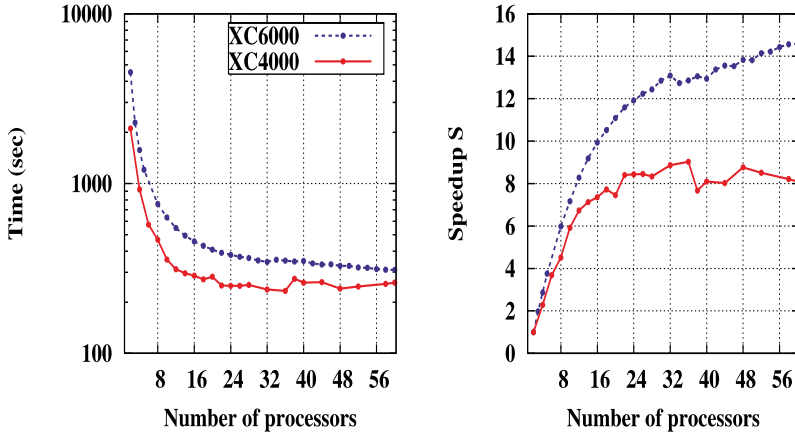 10000
1000
100
Time (sec)
XC6000
XC4000
8 16 24 32 40 48 56
Number of processors
16
14
12
10
8
6
4
2
0
Speedup S
8 16 24 32 40 48 56
Number of processors